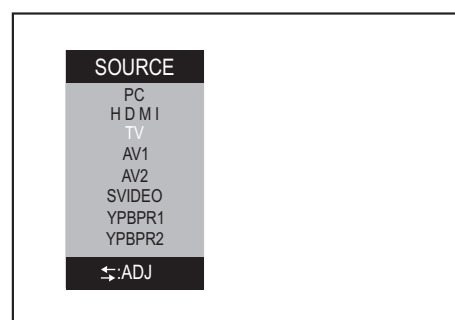 SOURCE
PC
H D M I
TV
AV1
AV2
SVIDEO
YPBPR1
YPBPR2
⇆:ADJ